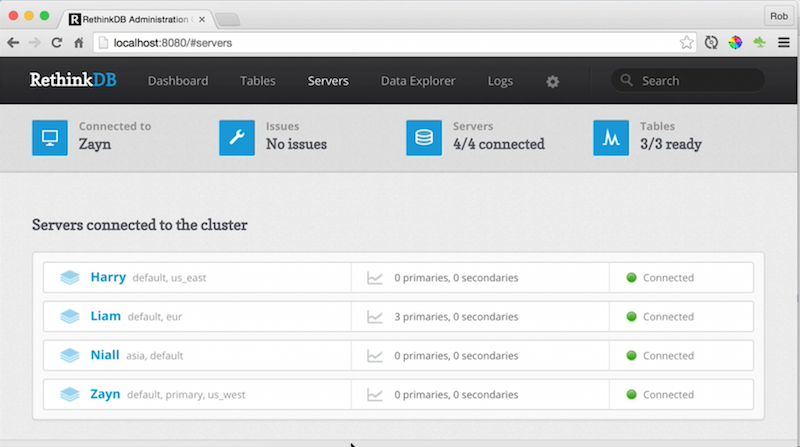 RethinkDB Administration
Rob
localhost:8080/#servers
RethinkDB Dashboard Tables Servers Data Explorer Logs Search
Connected to Issues Servers Tables
Zayn No issues 4/4 connected 3/3 ready
Servers connected to the cluster
Harry default, us_east 0 primaries, 0 secondaries Connected
Liam default, eur 3 primaries, 0 secondaries Connected
Niall asia, default 0 primaries, 0 secondaries Connected
Zayn default, primary, us_west 0 primaries, 0 secondaries Connected